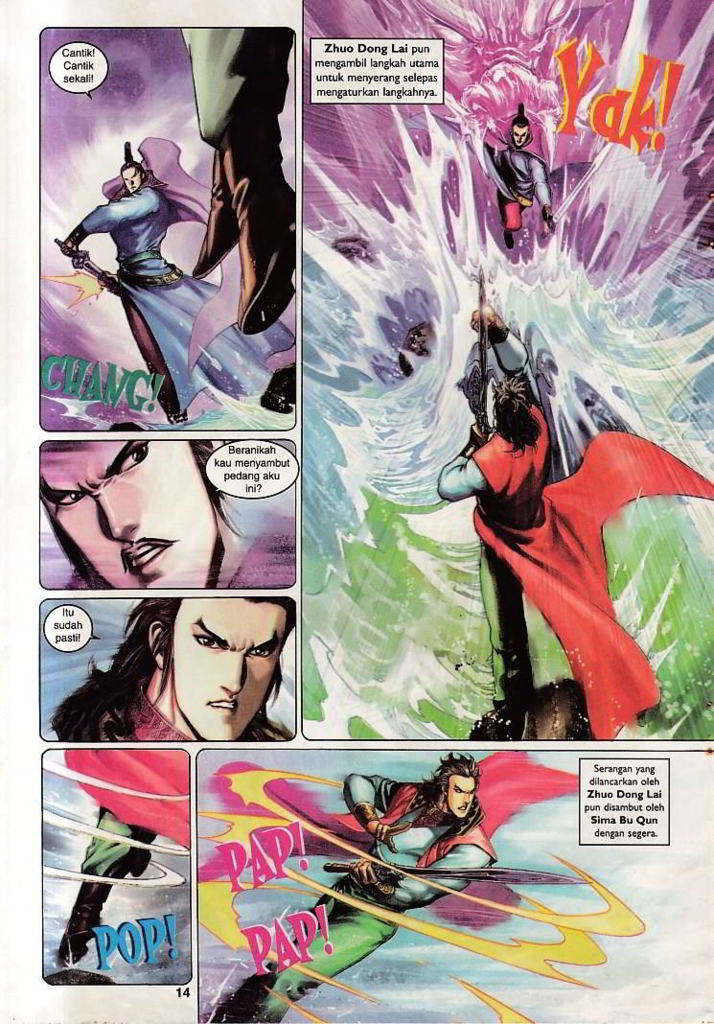 Cantik!
Cantik
sekali!
CHANG!
Zhuo Dong Lai pun
mengambil langkah utama
untuk menyerang selepas
mengaturkan langkahnya.
Yak!
Beranikah
kau menyambut
pedang aku
ini?
Itu
sudah
pasti!
POP!
PAP!
PAP!
Serangan yang
dilancarkan oleh
Zhuo Dong Lai
pun disambut oleh
Sima Bu Qun
dengan segera.
14